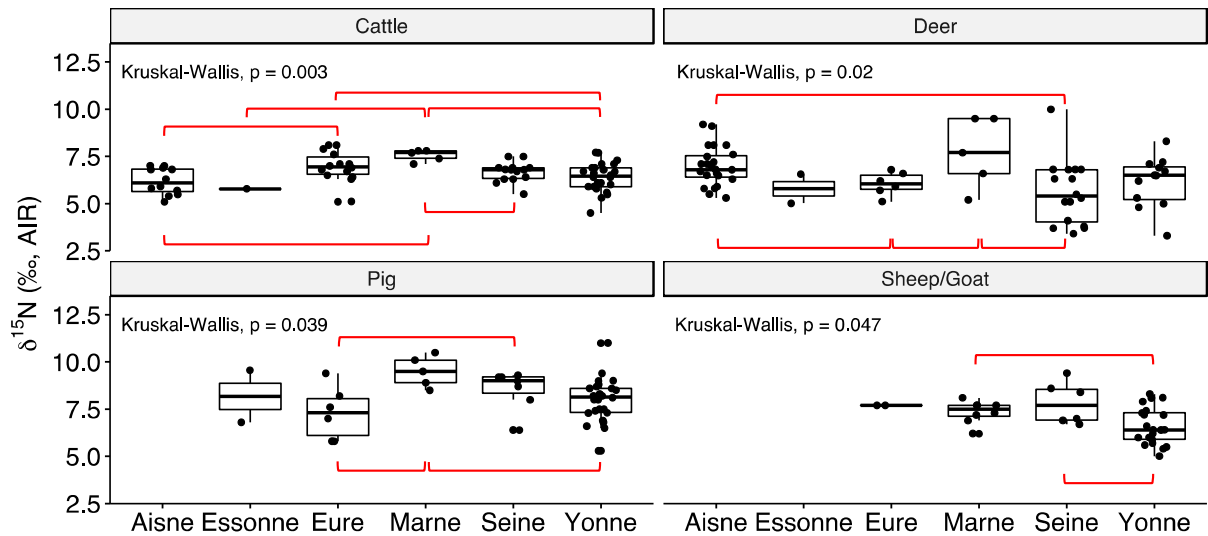 Cattle
Deer
Kruskal-Wallis, p = 0.003
Kruskal-Wallis, p = 0.02
12.5
10.0
7.5
5.0
2.5
Pig
Sheep/Goat
Kruskal-Wallis, p = 0.039
Kruskal-Wallis, p = 0.047
12.5
10.0
7.5
5.0
2.5
δ¹⁵N (‰, AIR)
Aisne Essonne Eure Marne Seine Yonne
Aisne Essonne Eure Marne Seine Yonne